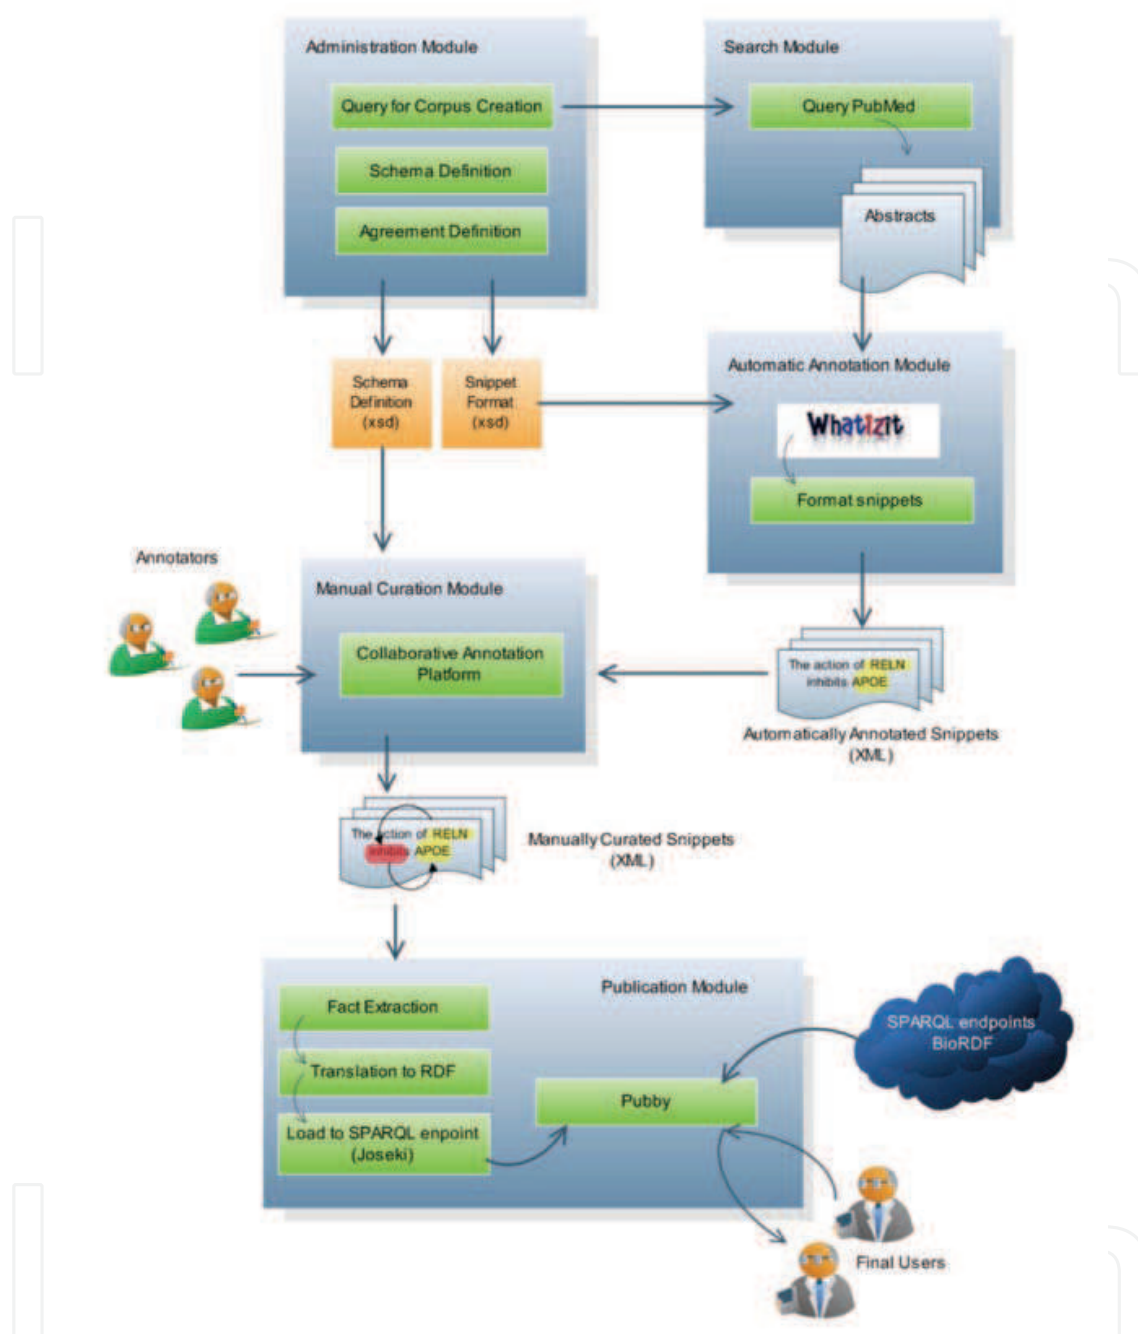 Administration Module
Query for Corpus Creation
Schema Definition
Agreement Definition
Search Module
Query PubMed
Abstracts
Schema
Definition
(xsd)
Snippet
Format
(xsd)
Automatic Annotation Module
Whatizit
Format snippets
Annotators
Manual Curation Module
Collaborative Annotation
Platform
The action of RELN
inhibits APOE
Automatically Annotated Snippets
(XML)
The action of RELN
inhibits APOE
Manually Curated Snippets
(XML)
Publication Module
Fact Extraction
Translation to RDF
Load to SPARQL enpoint
(Joseki)
Pubby
SPARQL endpoints
BioRDF
Final Users